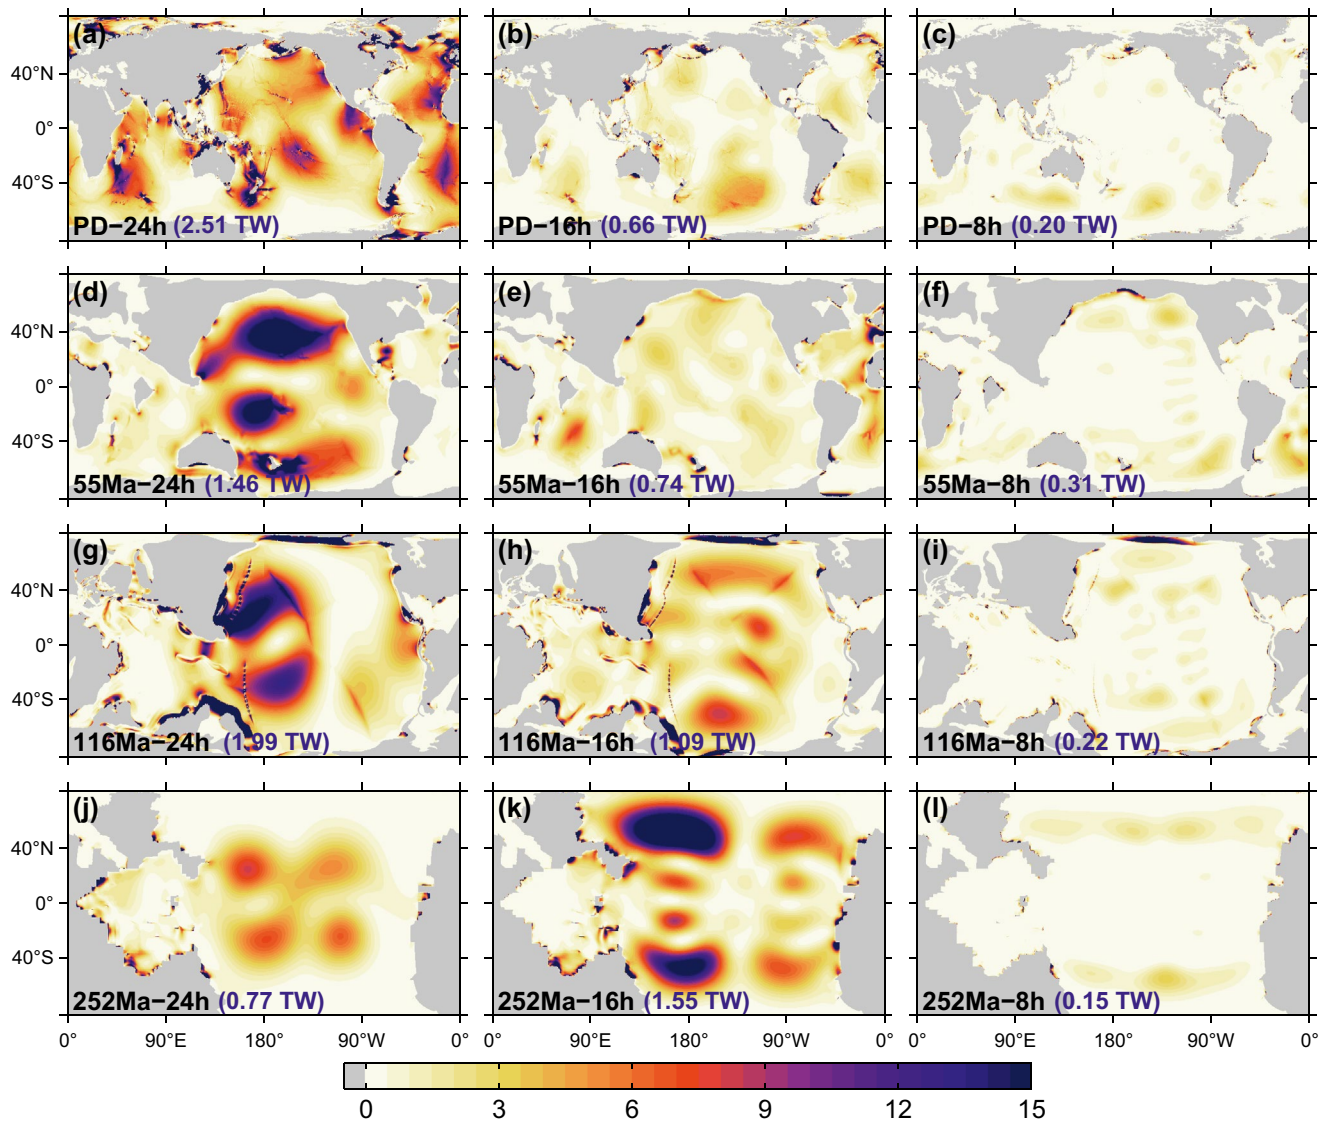 (a) (b) (c)
40°N
0°
40°S
PD−24h (2.51 TW) PD−16h (0.66 TW) PD−8h (0.20 TW)
(d) (e) (f)
40°N
0°
40°S
55Ma−24h (1.46 TW) 55Ma−16h (0.74 TW) 55Ma−8h (0.31 TW)
(g) (h) (i)
40°N
0°
40°S
116Ma−24h (1.99 TW) 116Ma−16h (1.09 TW) 116Ma−8h (0.22 TW)
(j) (k) (l)
40°N
0°
40°S
252Ma−24h (0.77 TW) 252Ma−16h (1.55 TW) 252Ma−8h (0.15 TW)
0° 90°E 180° 90°W 0° 90°E 180° 90°W 0° 90°E 180° 90°W 0°
0 3 6 9 12 15